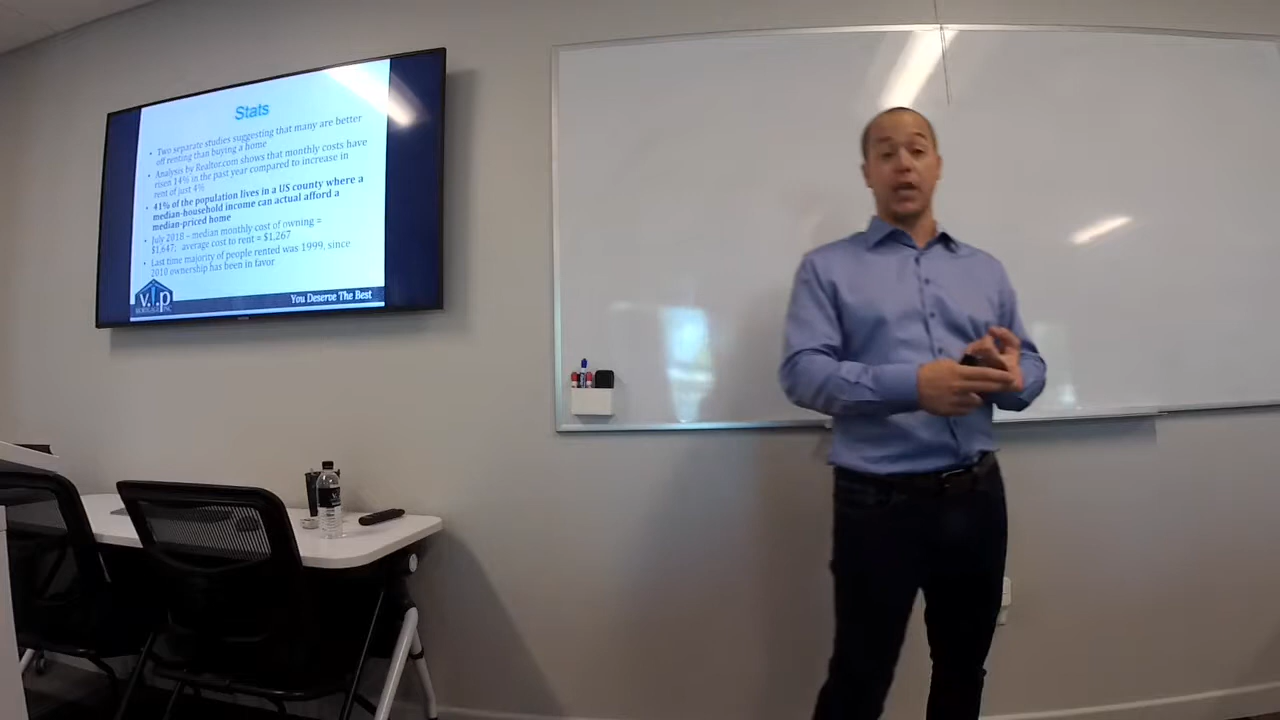 Stats
• Two separate studies suggesting that many are better
off renting than buying a home
• Analysis by Realtor.com shows that monthly costs have
risen 14% in the past year compared to increase in
rent of just 4%
• 41% of the population lives in a US county where a
median-household income can actual afford a
median-priced home
• July 2018 – median monthly cost of owning =
$1,647; average cost to rent = $1,267
• Last time majority of people rented was 1999, since
2010 ownership has been in favor
v.i.p
MORTGAGE INC
You Deserve The Best